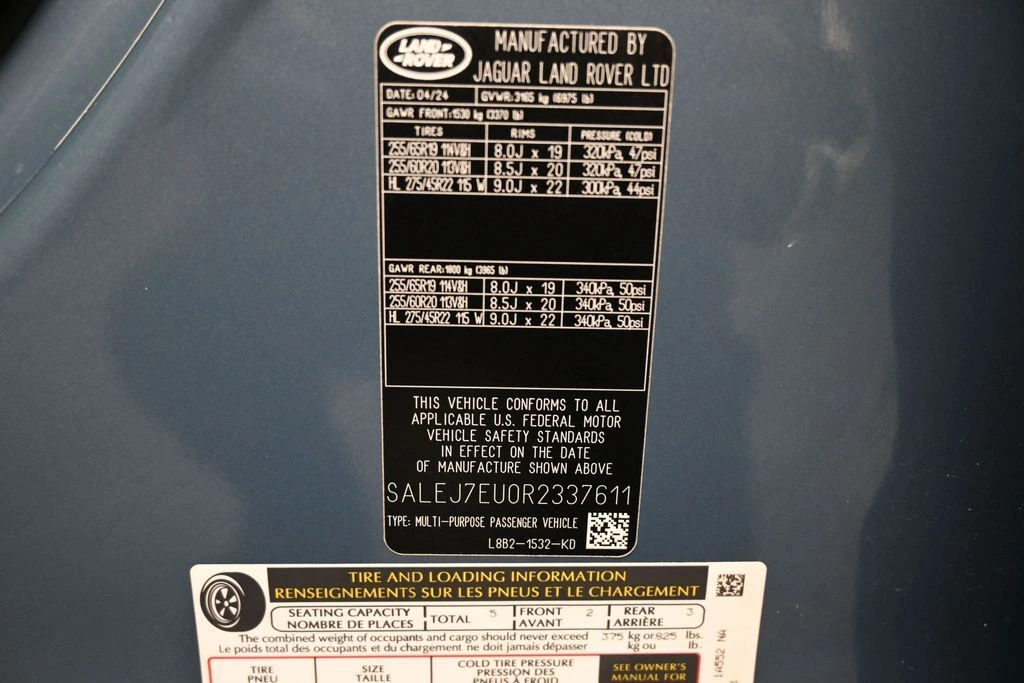 LAND ROVER
MANUFACTURED BY
JAGUAR LAND ROVER LTD
DATE: 04/24 GVWR:3165 kg (6975 lb)
GAWR FRONT:1530 kg (3370 lb)
TIRES RIMS PRESSURE (COLD)
255/65R19 114V&H 8.0J x 19 320kPa, 47psi
255/60R20 113V&H 8.5J x 20 320kPa, 47psi
HL 275/45R22 115 W 9.0J x 22 300kPa, 44psi
GAWR REAR:1800 kg (3965 lb)
255/65R19 114V&H 8.0J x 19 340kPa, 50psi
255/60R20 113V&H 8.5J x 20 340kPa, 50psi
HL 275/45R22 115 W 9.0J x 22 340kPa, 50psi
THIS VEHICLE CONFORMS TO ALL
APPLICABLE U.S. FEDERAL MOTOR
VEHICLE SAFETY STANDARDS
IN EFFECT ON THE DATE
OF MANUFACTURE SHOWN ABOVE
SALEJ7EU0R2337611
TYPE: MULTI-PURPOSE PASSENGER VEHICLE
L8B2-1532-KD
TIRE AND LOADING INFORMATION
RENSEIGNEMENTS SUR LES PNEUS ET LE CHARGEMENT
SEATING CAPACITY TOTAL 5 FRONT 2 REAR 3
NOMBRE DE PLACES AVANT ARRIÈRE
The combined weight of occupants and cargo should never exceed 375 kg or 825 lbs.
Le poids total des occupants et du chargement ne doit jamais dépasser kg ou lb.
TIRE SIZE COLD TIRE PRESSURE SEE OWNER'S
PNEU TAILLE PRESSION DES MANUAL FOR
PNEUS À FROID
1A552 NA